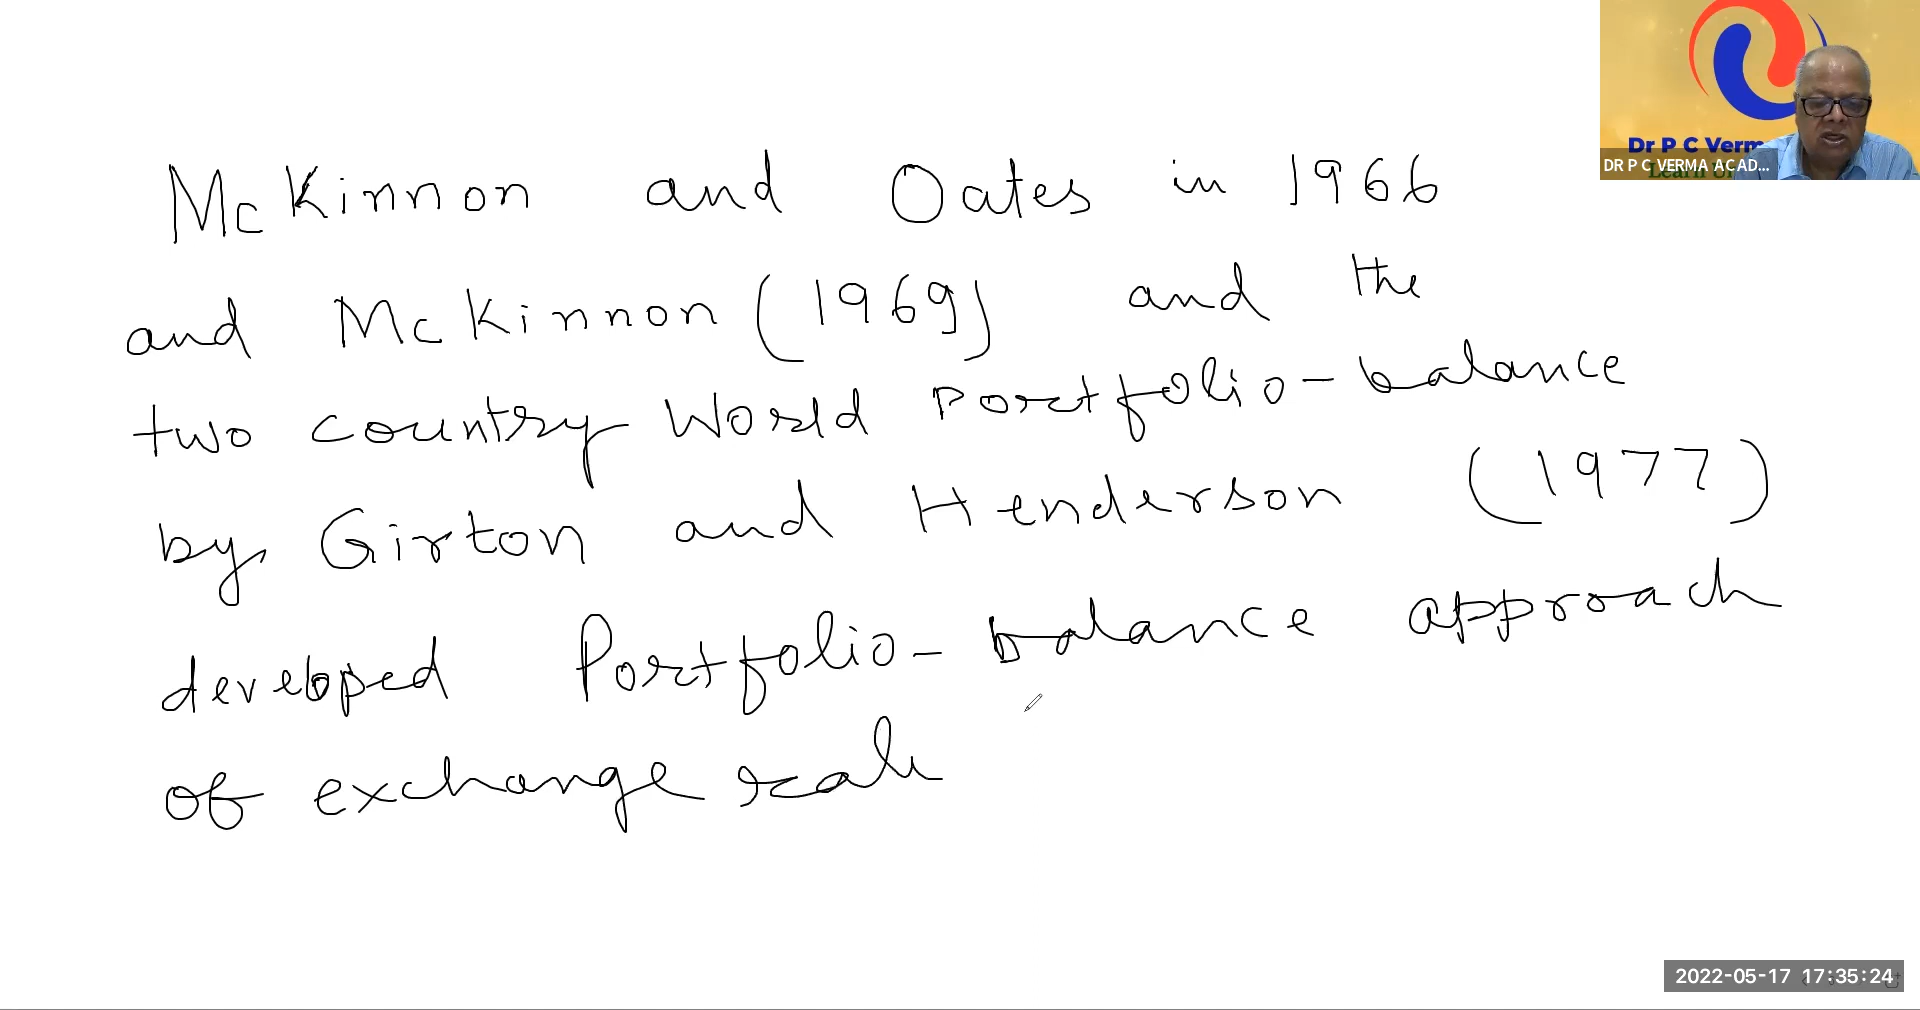 Dr P C Verm
DR P C VERMA ACAD...
McKinnon and Oates in 1966
and McKinnon (1969) and the
two country World Portfolio-balance
by Girton and Henderson (1977)
developed Portfolio-balance approach
of exchange rate
2022-05-17 17:35:24